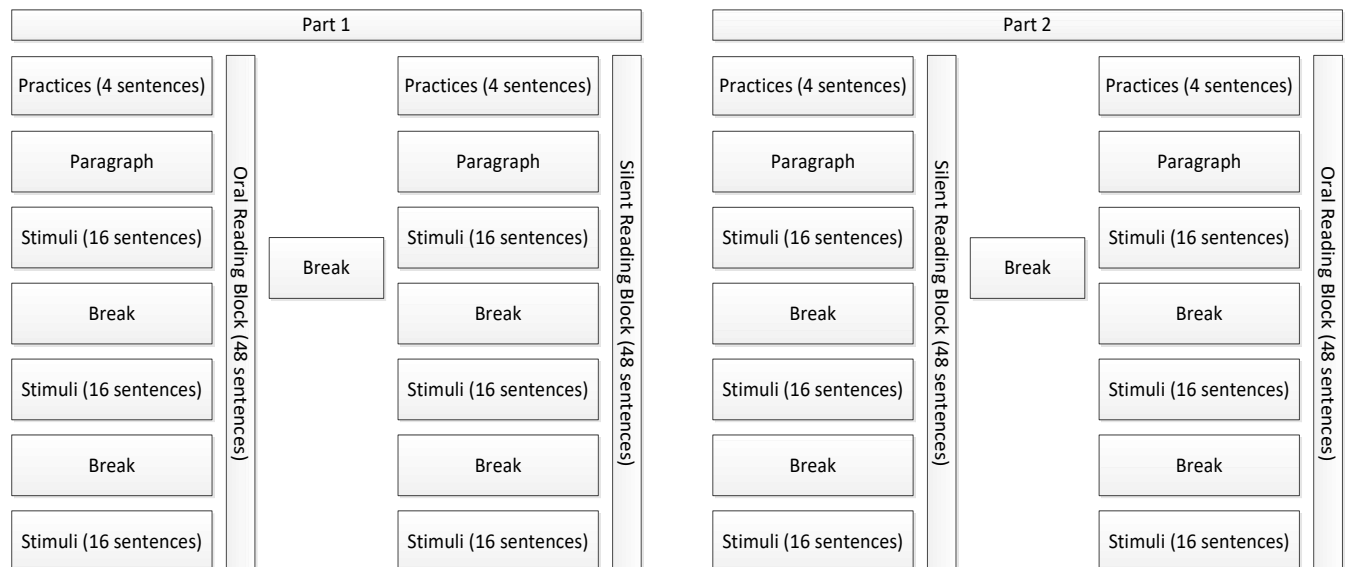 Part 1
Practices (4 sentences)
Paragraph
Stimuli (16 sentences)
Break
Stimuli (16 sentences)
Break
Stimuli (16 sentences)
Oral Reading Block (48 sentences)
Break
Practices (4 sentences)
Paragraph
Stimuli (16 sentences)
Break
Stimuli (16 sentences)
Break
Stimuli (16 sentences)
Silent Reading Block (48 sentences)
Part 2
Practices (4 sentences)
Paragraph
Stimuli (16 sentences)
Break
Stimuli (16 sentences)
Break
Stimuli (16 sentences)
Silent Reading Block (48 sentences)
Break
Practices (4 sentences)
Paragraph
Stimuli (16 sentences)
Break
Stimuli (16 sentences)
Break
Stimuli (16 sentences)
Oral Reading Block (48 sentences)